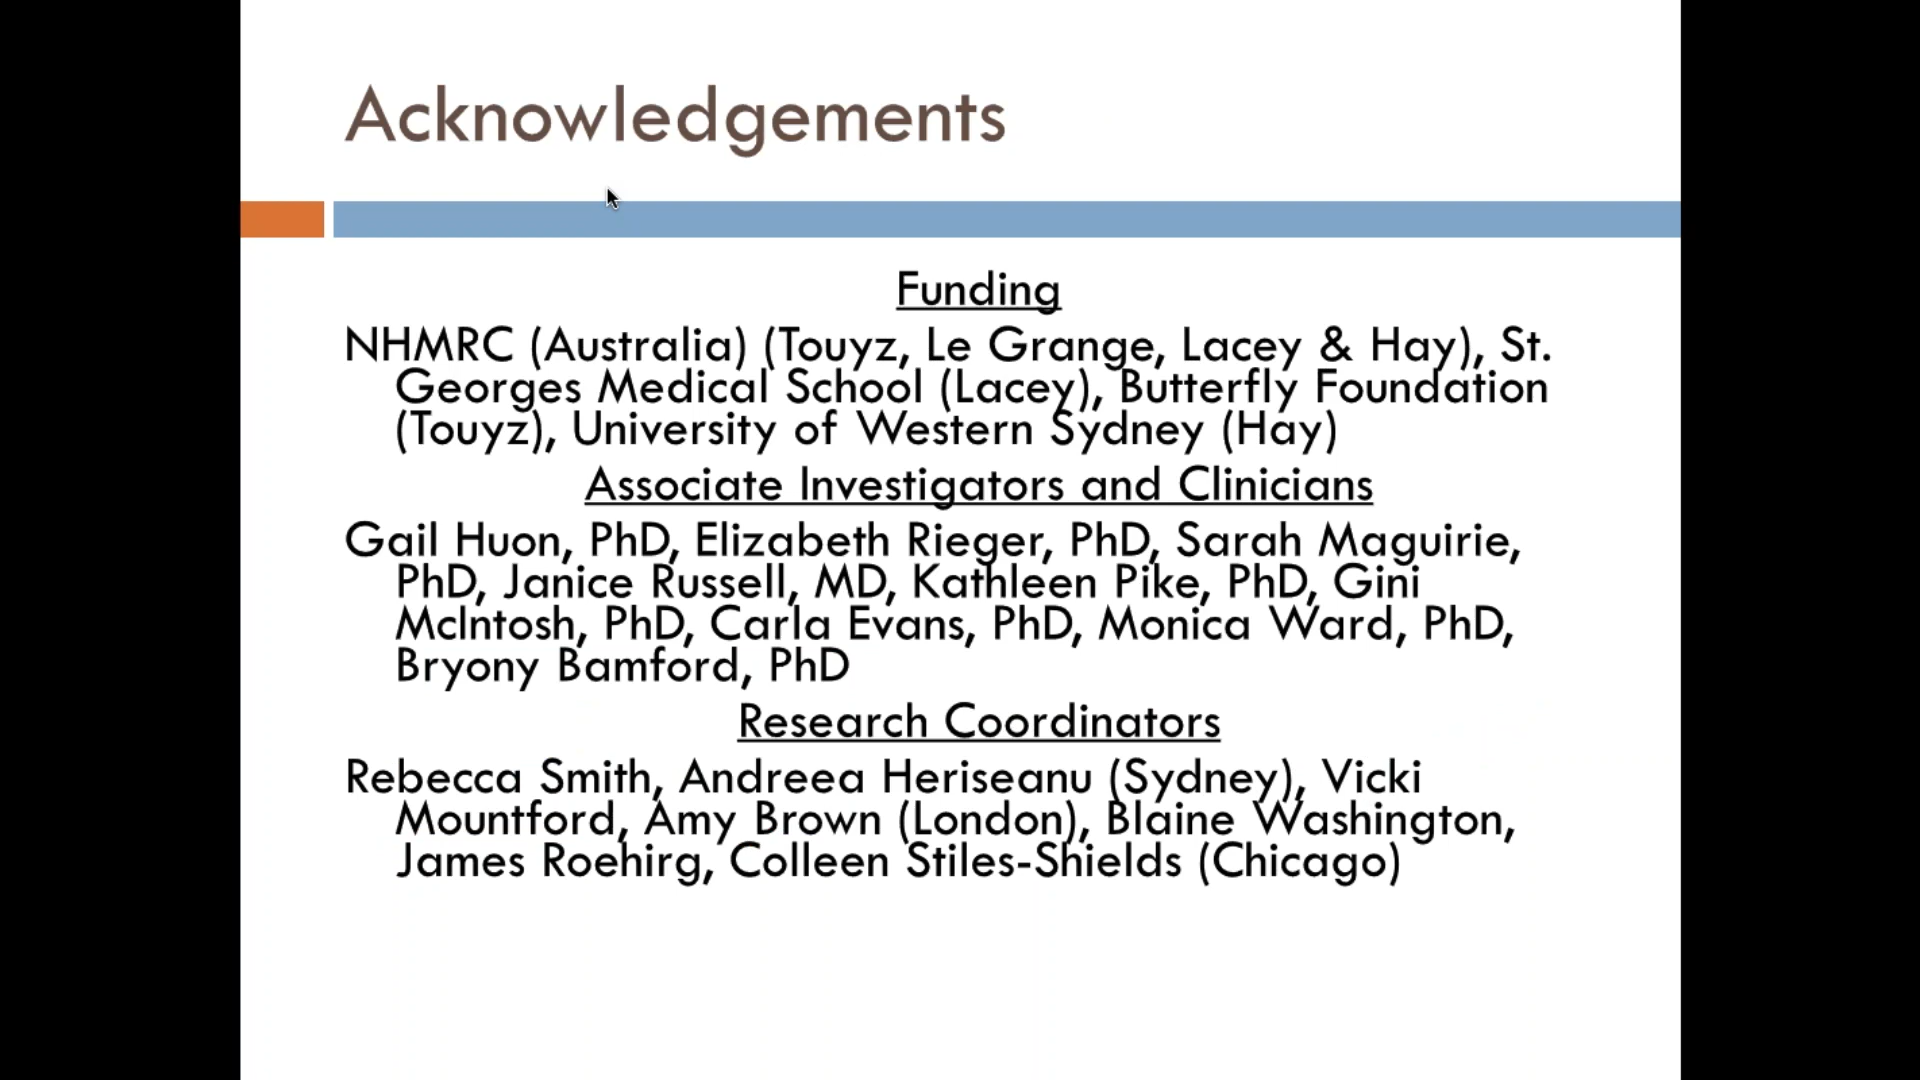 Acknowledgements
Funding
NHMRC (Australia) (Touyz, Le Grange, Lacey & Hay), St.
Georges Medical School (Lacey), Butterfly Foundation
(Touyz), University of Western Sydney (Hay)
Associate Investigators and Clinicians
Gail Huon, PhD, Elizabeth Rieger, PhD, Sarah Maguirie,
PhD, Janice Russell, MD, Kathleen Pike, PhD, Gini
McIntosh, PhD, Carla Evans, PhD, Monica Ward, PhD,
Bryony Bamford, PhD
Research Coordinators
Rebecca Smith, Andreea Heriseanu (Sydney), Vicki
Mountford, Amy Brown (London), Blaine Washington,
James Roehirg, Colleen Stiles-Shields (Chicago)